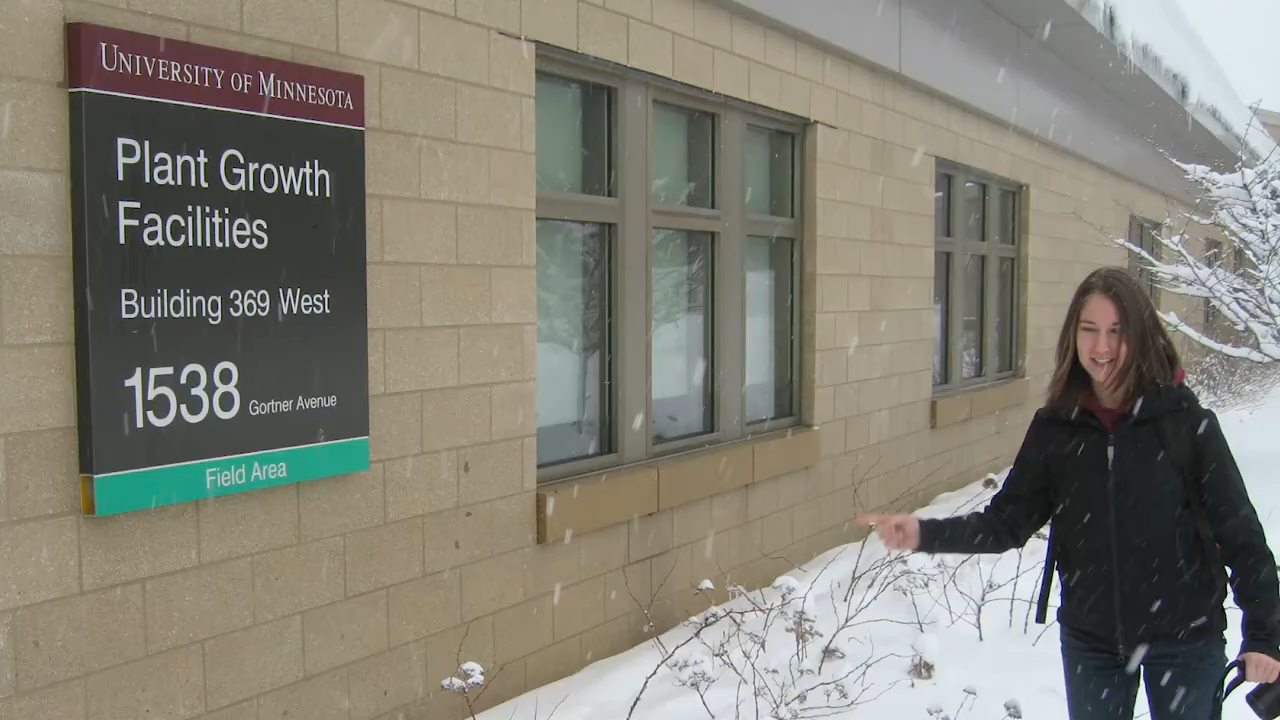 UNIVERSITY OF MINNESOTA
Plant Growth
Facilities
Building 369 West
1538 Gortner Avenue
Field Area